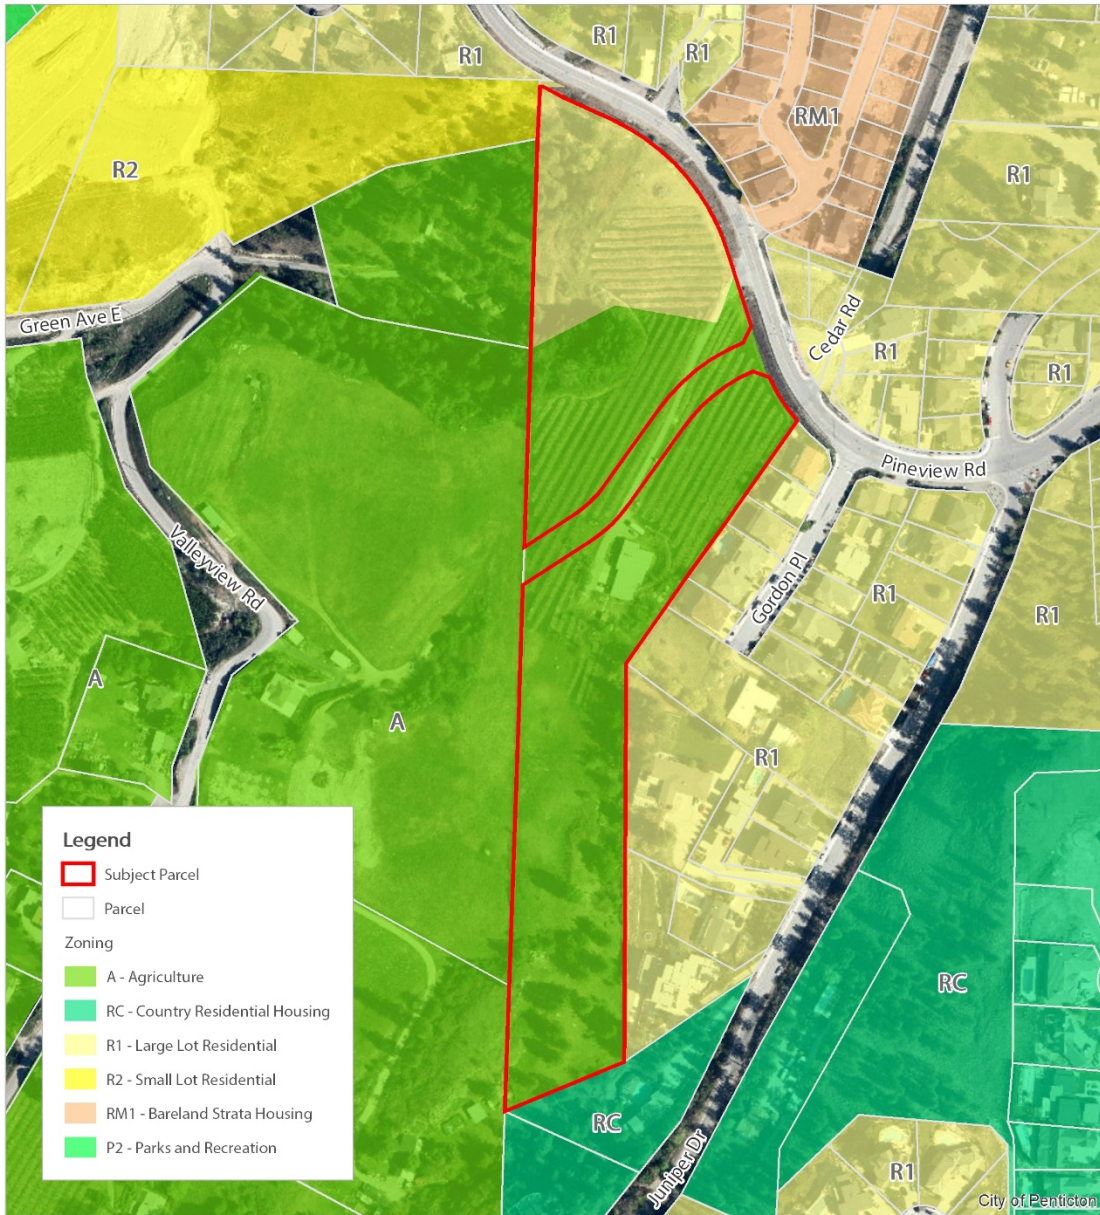 R1
R1
R1
RM1
R2
R1
Green Ave E
Cedar Rd
R1
R1
Pineview Rd
Valleyview Rd
Gordon Pl
R1
R1
A
A
R1
RC
RC
Juniper Dr
R1
Legend
Subject Parcel
Parcel
Zoning
A - Agriculture
RC - Country Residential Housing
R1 - Large Lot Residential
R2 - Small Lot Residential
RM1 - Bareland Strata Housing
P2 - Parks and Recreation
City of Penticton